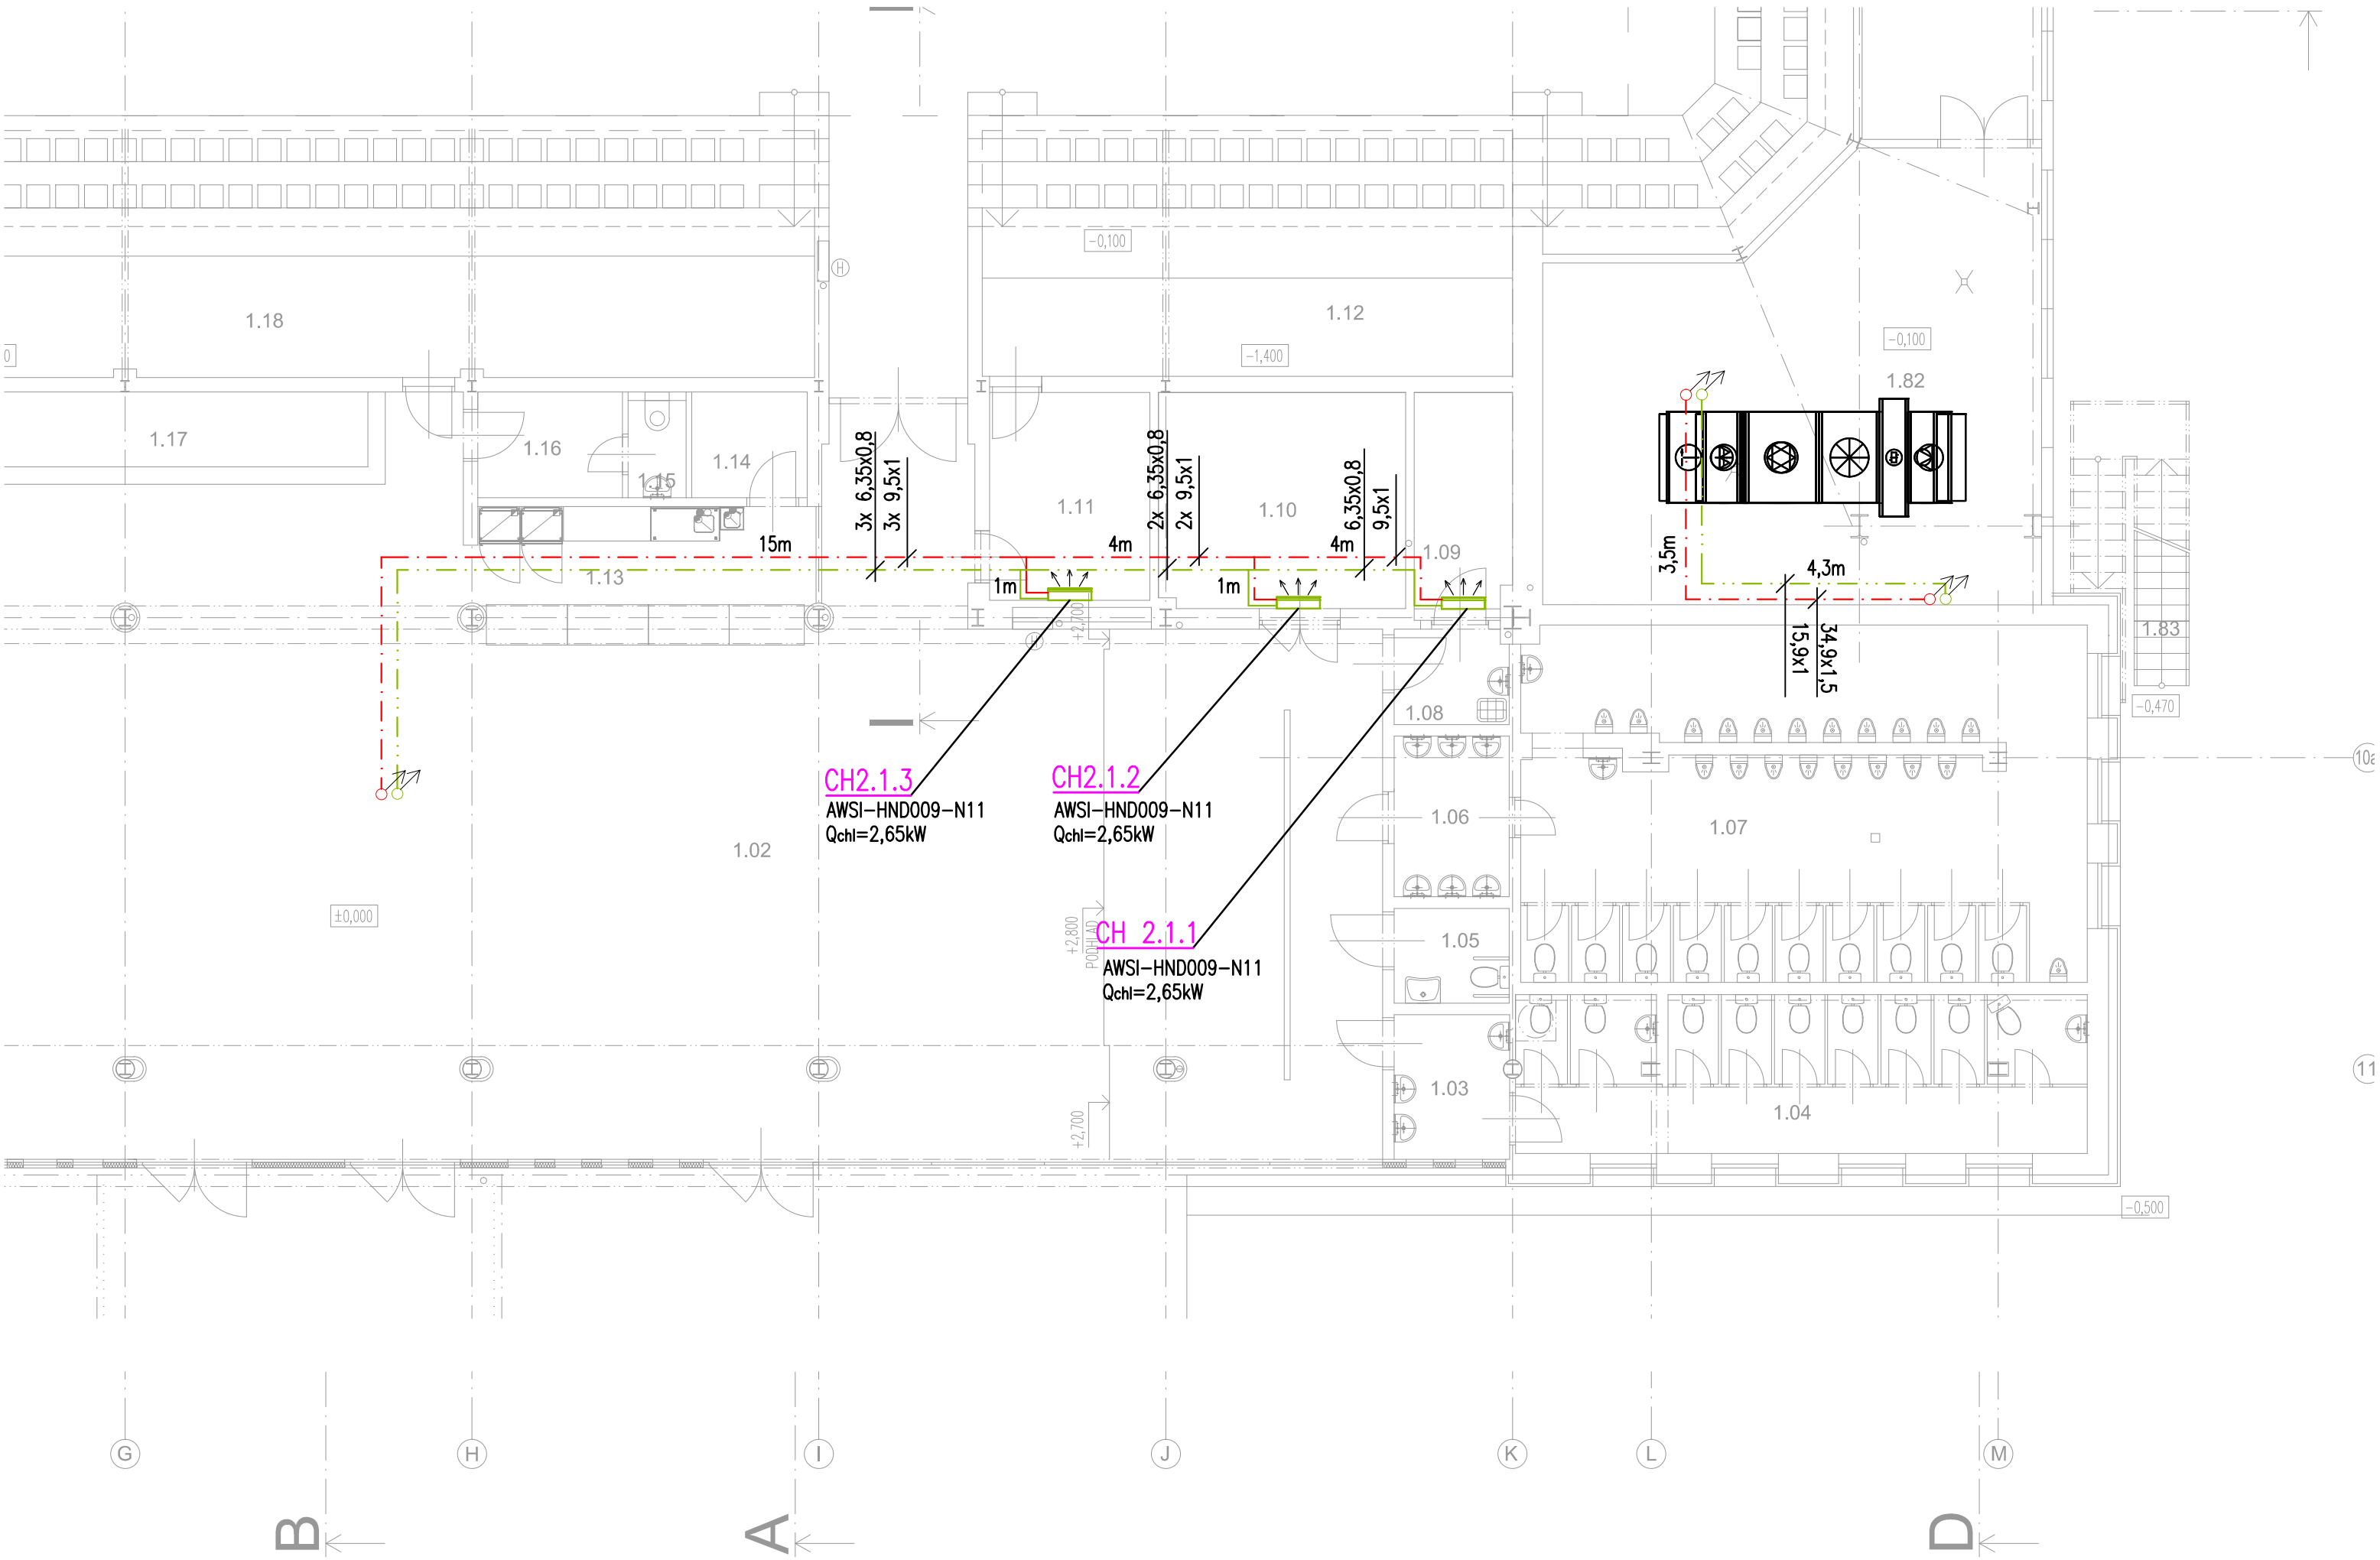 -0,100
H
1.18
1.12
-0,100
0
-1,400
1.82
1.17
1.16
1.14
1.15
1.11
1.10
3x 6,35x0,8
3x 9,5x1
2x 6,35x0,8
2x 9,5x1
6,35x0,8
9,5x1
15m
4m
4m
1.09
3,5m
4,3m
1.13
1m
1m
+2,700
H
34,9x1,5
15,9x1
1.83
-0,470
1.08
10a
CH2.1.3
AWSI-HND009-N11
Qchl=2,65kW
CH2.1.2
AWSI-HND009-N11
Qchl=2,65kW
1.06
1.07
1.02
±0,000
+2,800
PODHLAD
CH 2.1.1
AWSI-HND009-N11
Qchl=2,65kW
1.05
1.03
1.04
11
+2,700
-0,500
G
H
I
J
K
L
M
B
A
D